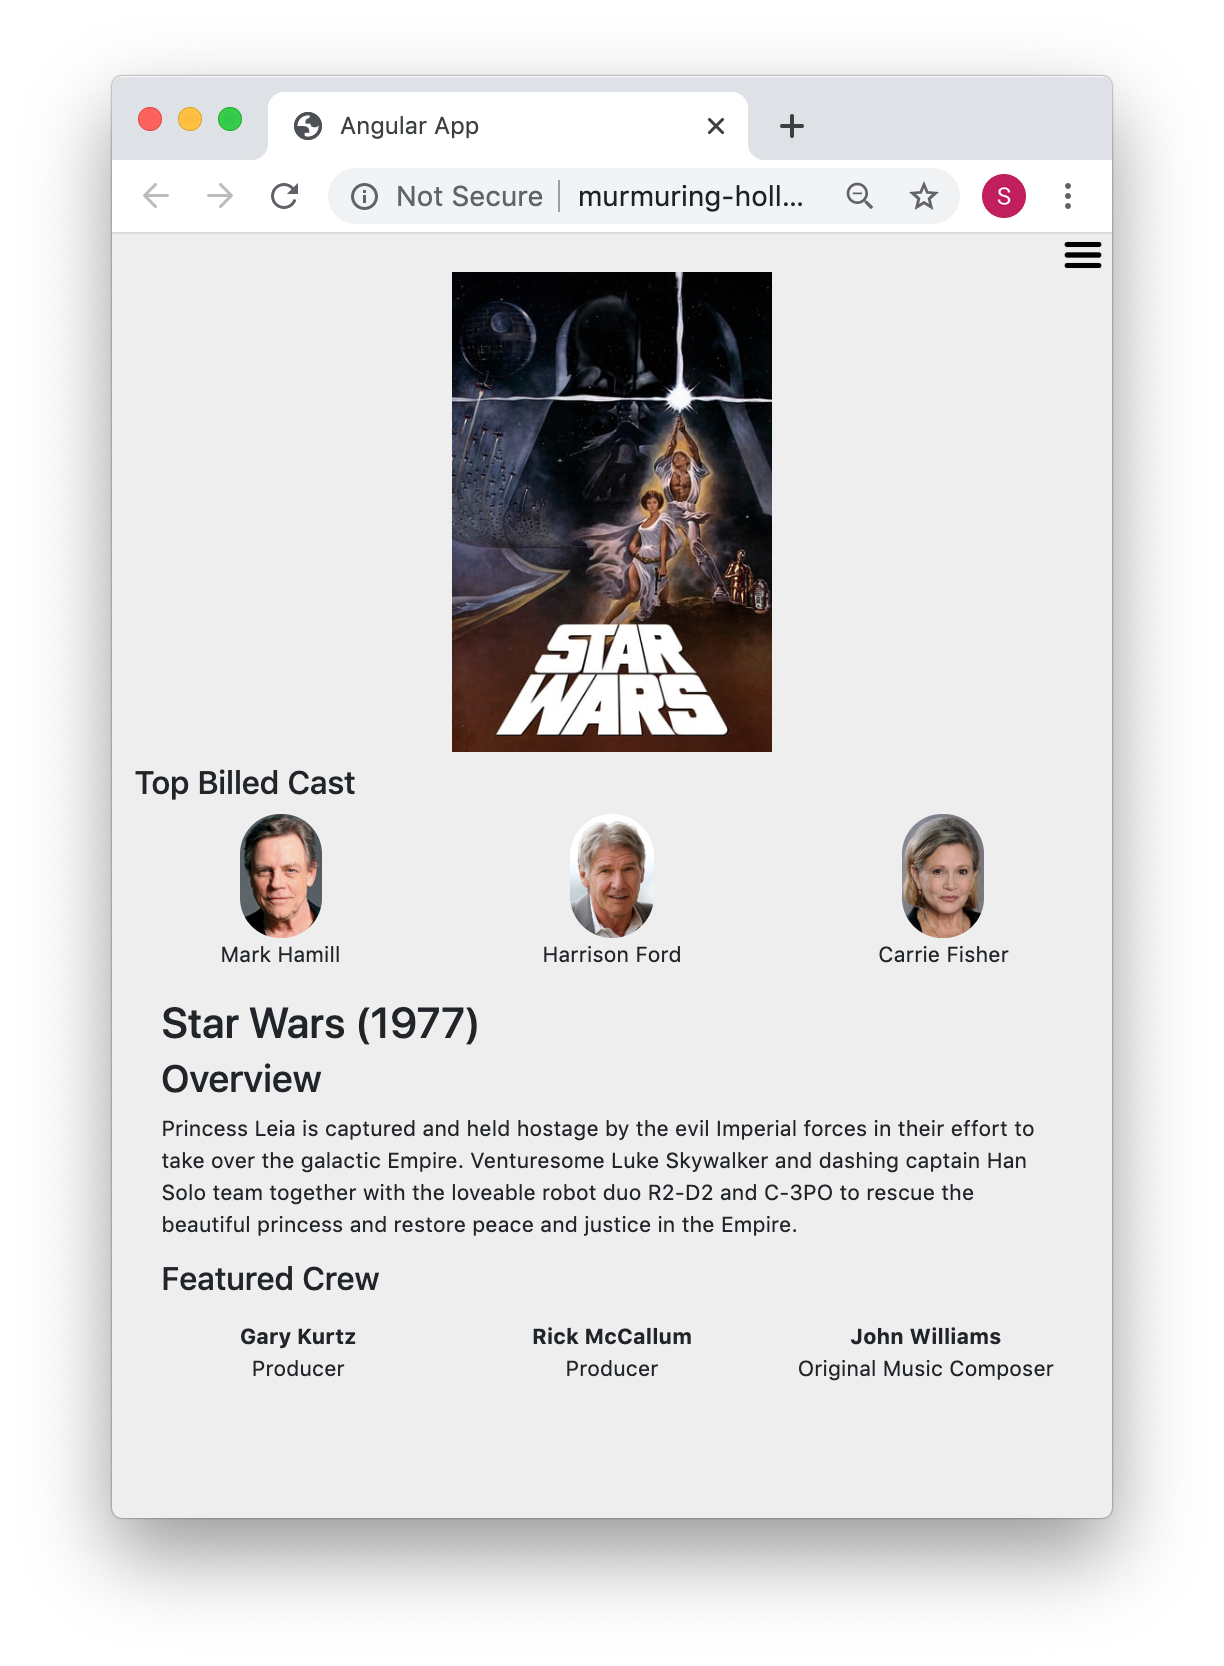 Angular App
Not Secure
murmuring-holl...
S
STAR
WARS
Top Billed Cast
Mark Hamill
Harrison Ford
Carrie Fisher
Star Wars (1977)
Overview
Princess Leia is captured and held hostage by the evil Imperial forces in their effort to
take over the galactic Empire. Venturesome Luke Skywalker and dashing captain Han
Solo team together with the loveable robot duo R2-D2 and C-3PO to rescue the
beautiful princess and restore peace and justice in the Empire.
Featured Crew
Gary Kurtz
Producer
Rick McCallum
Producer
John Williams
Original Music Composer